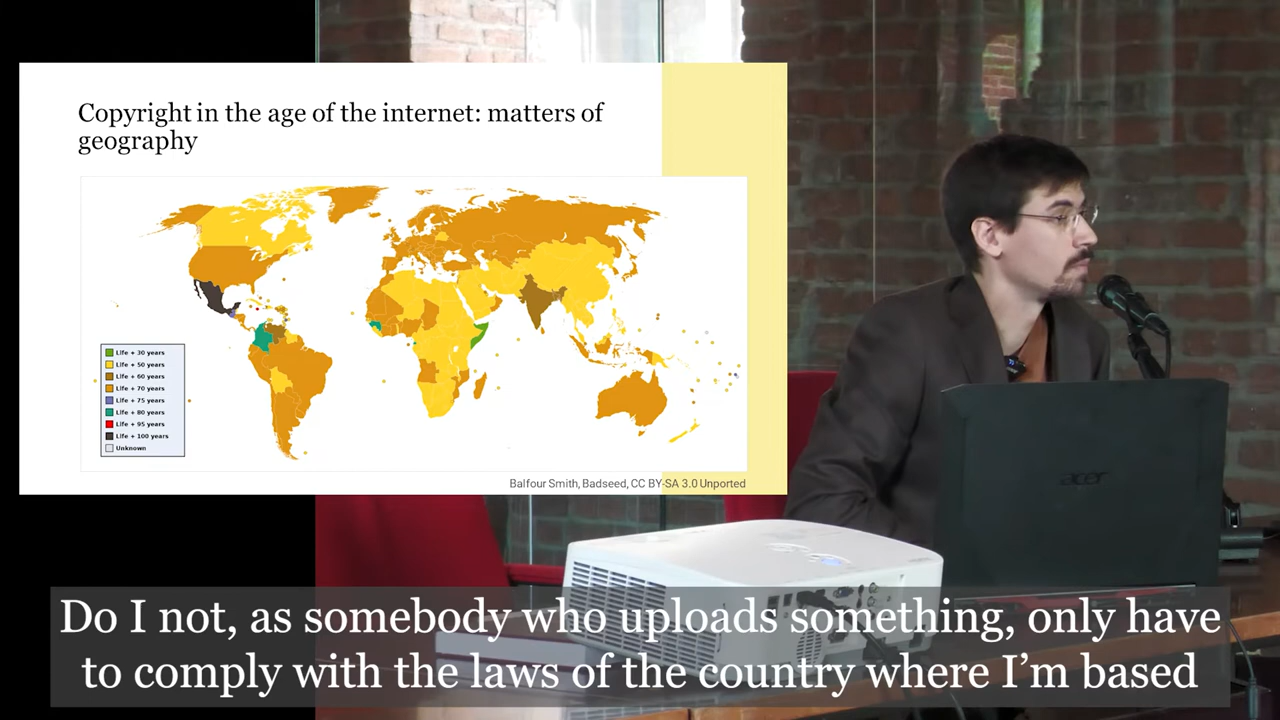 Copyright in the age of the internet: matters of
geography
Life + 30 years
Life + 50 years
Life + 60 years
Life + 70 years
Life + 75 years
Life + 80 years
Life + 95 years
Life + 100 years
Unknown
Balfour Smith, Badseed, CC BY-SA 3.0 Unported
acer
Do I not, as somebody who uploads something, only have
to comply with the laws of the country where I'm based